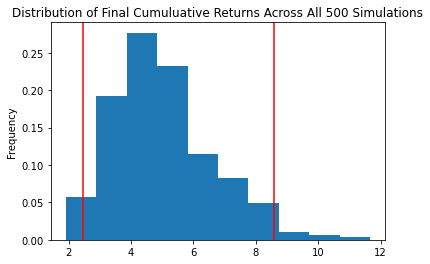 Distribution of Final Cumuluative Returns Across All 500 Simulations
0.25
0.20
0.15
0.10
0.05
0.00
Frequency
2 4 6 8 10 12